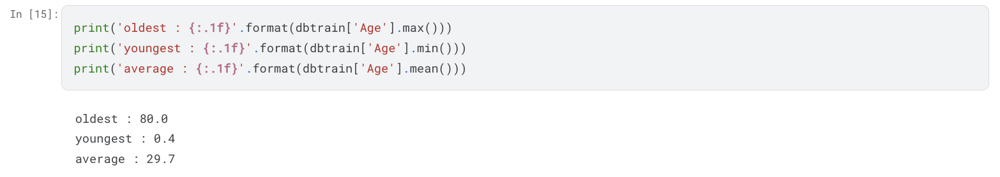 In [15]:
print('oldest : {:.1f}'.format(dbtrain['Age'].max()))
print('youngest : {:.1f}'.format(dbtrain['Age'].min()))
print('average : {:.1f}'.format(dbtrain['Age'].mean()))
oldest : 80.0
youngest : 0.4
average : 29.7